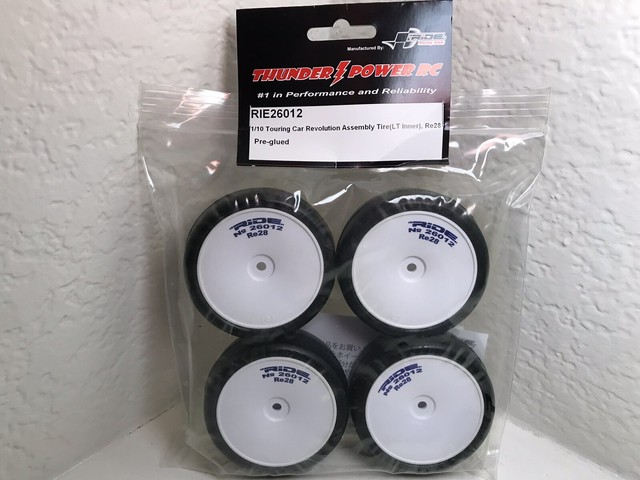 Manufactured By:
RiDE
THUNDER POWER RC
#1 in Performance and Reliability
RIE26012
1/10 Touring Car Revolution Assembly Tire(LT Inner), Re28
Pre-glued
RiDE
№ 26012
Re28
RiDE
№ 26012
Re28
RiDE
№ 26012
Re28
RiDE
№ 26012
Re28